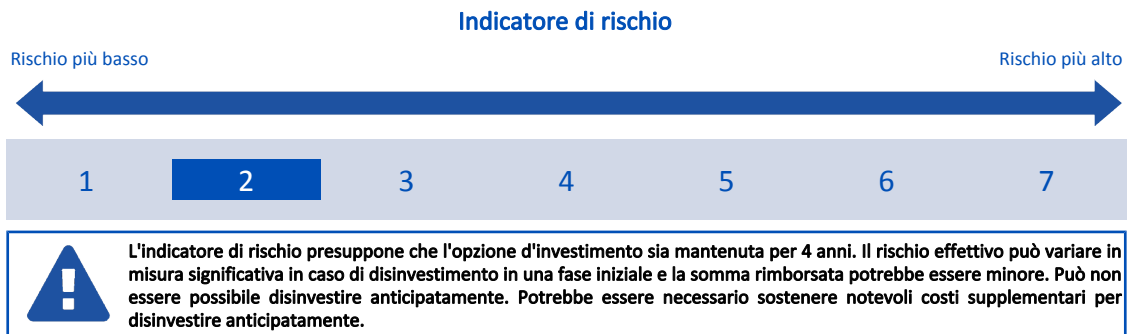 Indicatore di rischio
Rischio più basso
Rischio più alto
1 2 3 4 5 6 7
L'indicatore di rischio presuppone che l'opzione d'investimento sia mantenuta per 4 anni. Il rischio effettivo può variare in
misura significativa in caso di disinvestimento in una fase iniziale e la somma rimborsata potrebbe essere minore. Può non
essere possibile disinvestire anticipatamente. Potrebbe essere necessario sostenere notevoli costi supplementari per
disinvestire anticipatamente.